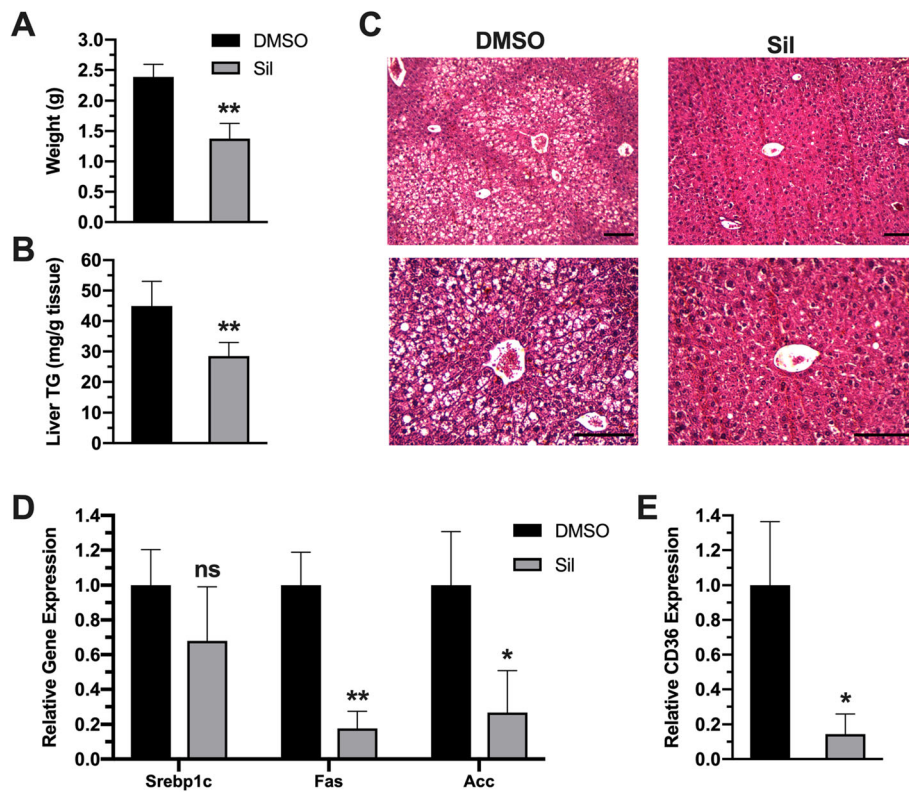 A
Weight (g)
3.0
2.5
2.0
1.5
1.0
0.5
0.0
DMSO
Sil
**
B
Liver TG (mg/g tissue)
60
50
40
30
20
10
0
**
C
DMSO
Sil
D
Relative Gene Expression
1.4
1.2
1.0
0.8
0.6
0.4
0.2
0.0
ns
**
*
DMSO
Sil
Srebp1c
Fas
Acc
E
Relative CD36 Expression
1.4
1.2
1.0
0.8
0.6
0.4
0.2
0.0
*